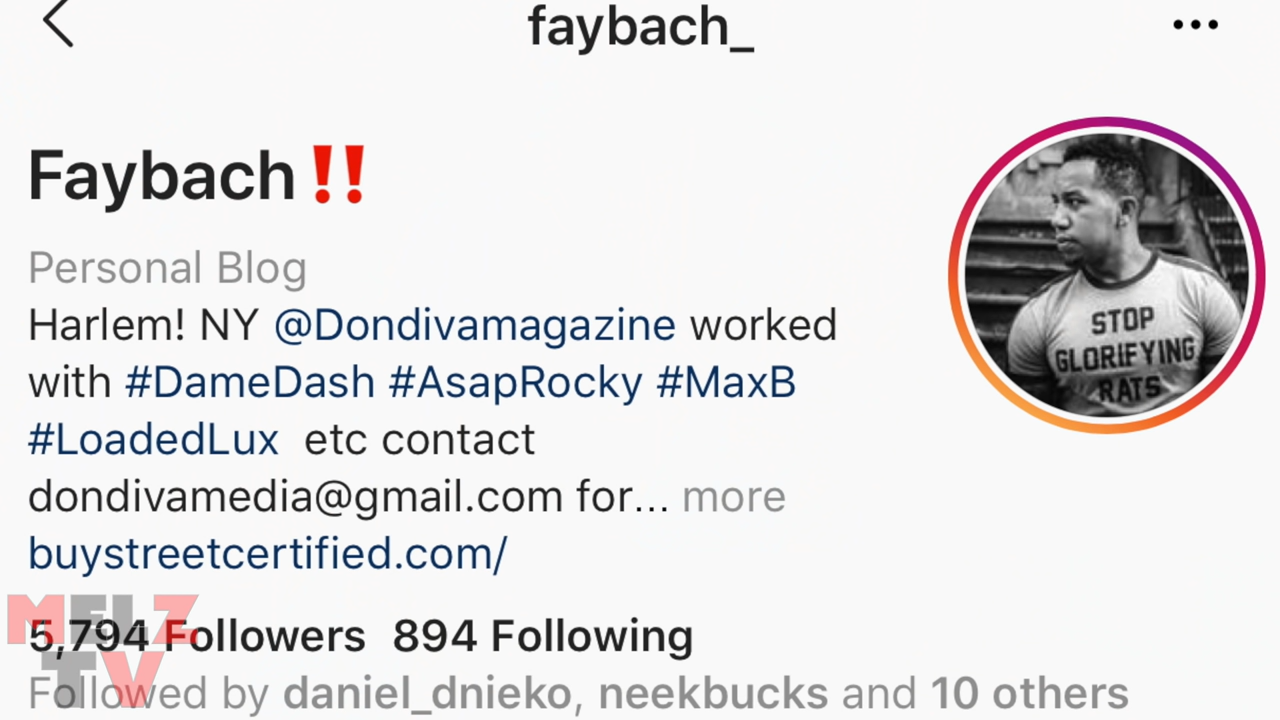 faybach_
Faybach‼️
Personal Blog
Harlem! NY @Dondivamagazine worked
with #DameDash #AsapRocky #MaxB
#LoadedLux etc contact
dondivamedia@gmail.com for... more
buystreetcertified.com/
STOP
GLORIFYING
RATS
5,794 Followers 894 Following
Followed by daniel_dnieko, neekbucks and 10 others
MELZ
TV